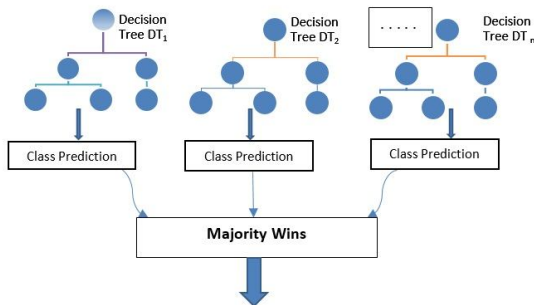 Decision
Tree DT1
Decision
Tree DT2
.....
Decision
Tree DT n
Class Prediction
Class Prediction
Class Prediction
Majority Wins